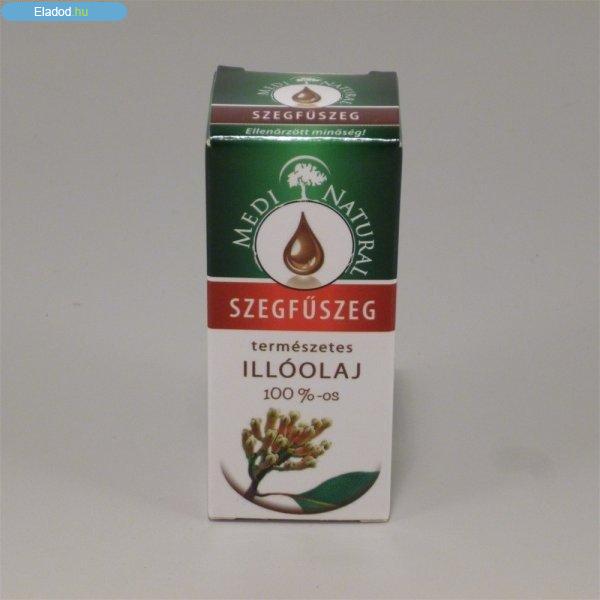 Eladod.hu
MEDI NATURAL
SZEGFŰSZEG
Ellenőrzött minőség!
MEDI NATURAL
SZEGFŰSZEG
természetes
ILLÓOLAJ
100 %-os